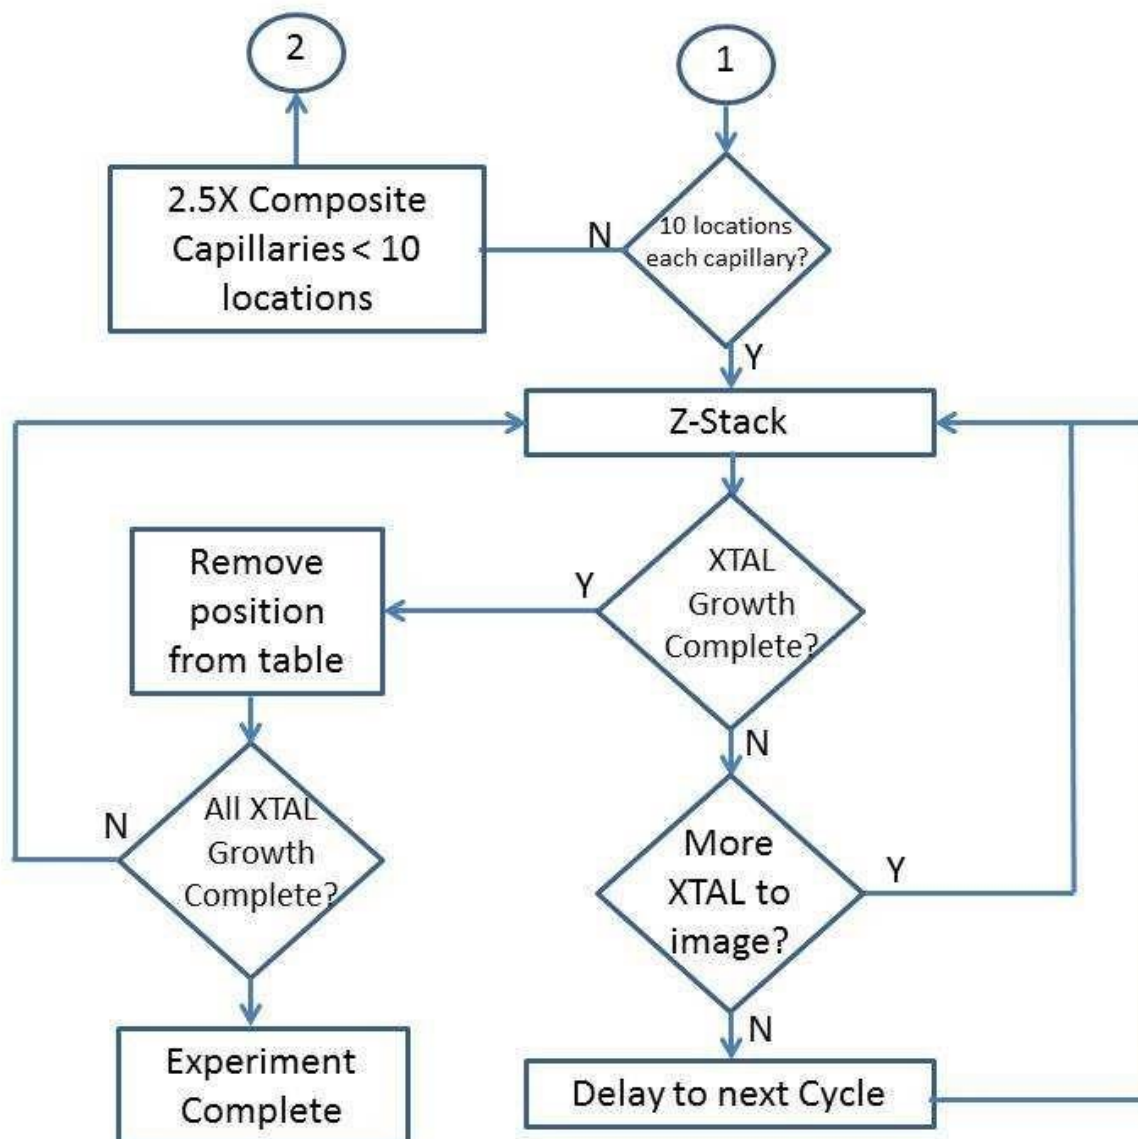 2
1
2.5X Composite
Capillaries < 10
locations
N
10 locations
each capillary?
Y
Z-Stack
Remove
position
from table
Y
XTAL
Growth
Complete?
N
N
All XTAL
Growth
Complete?
More
XTAL to
image?
Y
N
Experiment
Complete
Delay to next Cycle